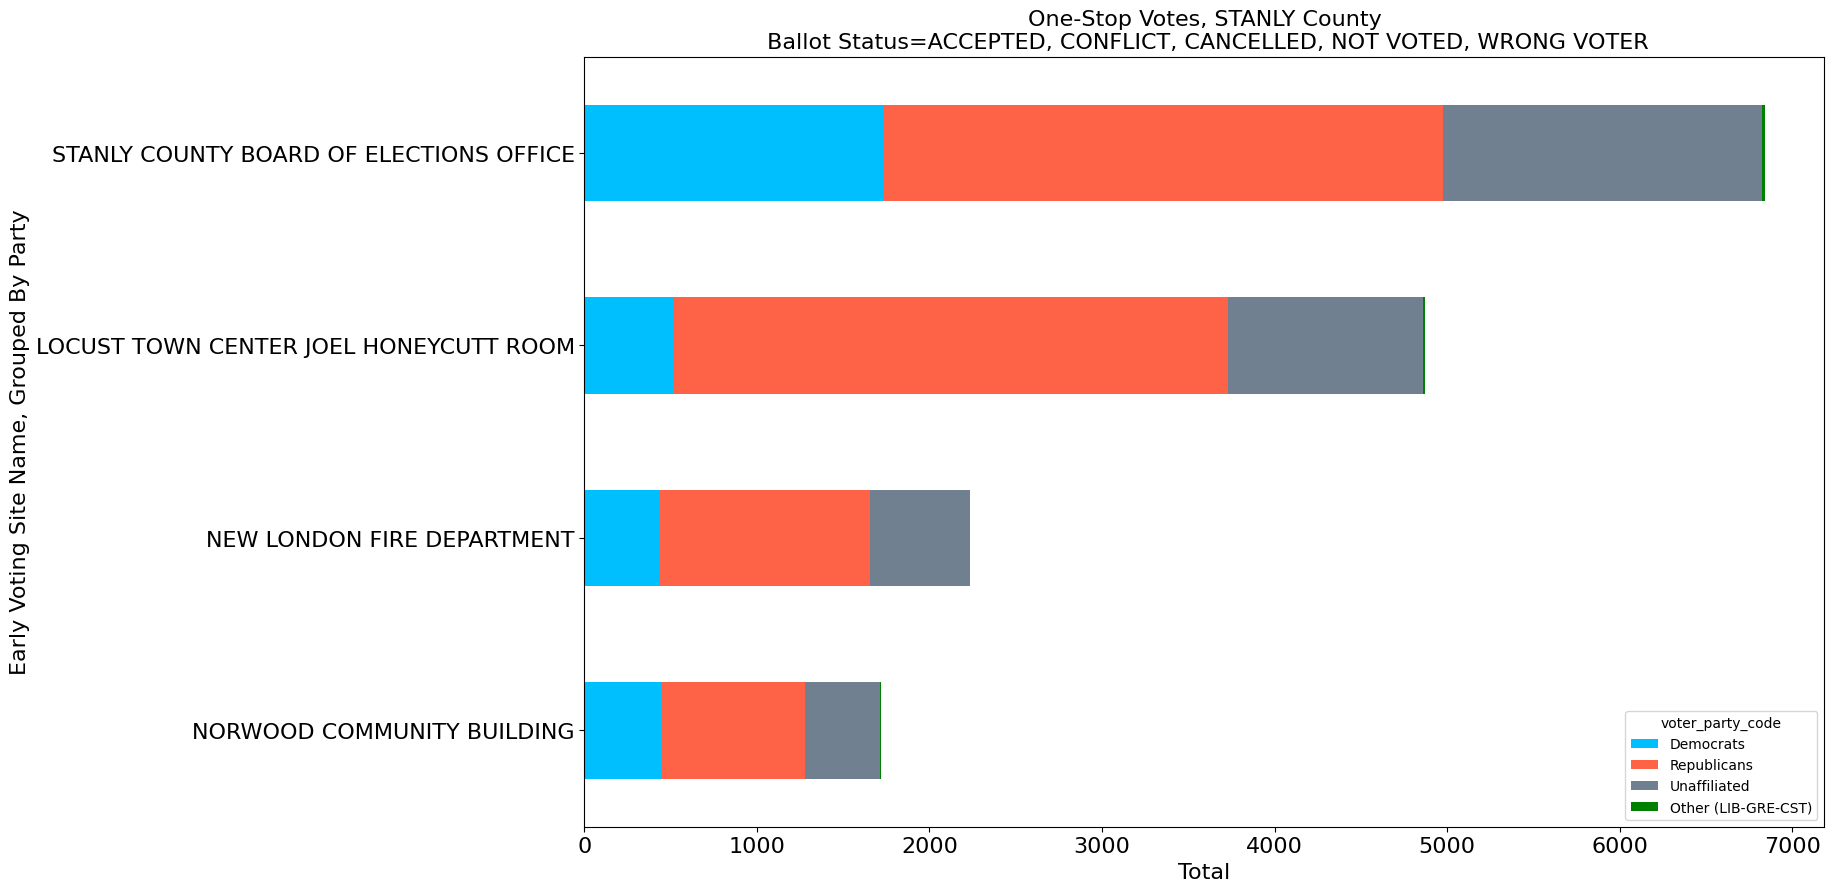 One-Stop Votes, STANLY County
Ballot Status=ACCEPTED, CONFLICT, CANCELLED, NOT VOTED, WRONG VOTER
Early Voting Site Name, Grouped By Party
STANLY COUNTY BOARD OF ELECTIONS OFFICE
LOCUST TOWN CENTER JOEL HONEYCUTT ROOM
NEW LONDON FIRE DEPARTMENT
NORWOOD COMMUNITY BUILDING
voter_party_code
Democrats
Republicans
Unaffiliated
Other (LIB-GRE-CST)
0 1000 2000 3000 4000 5000 6000 7000
Total